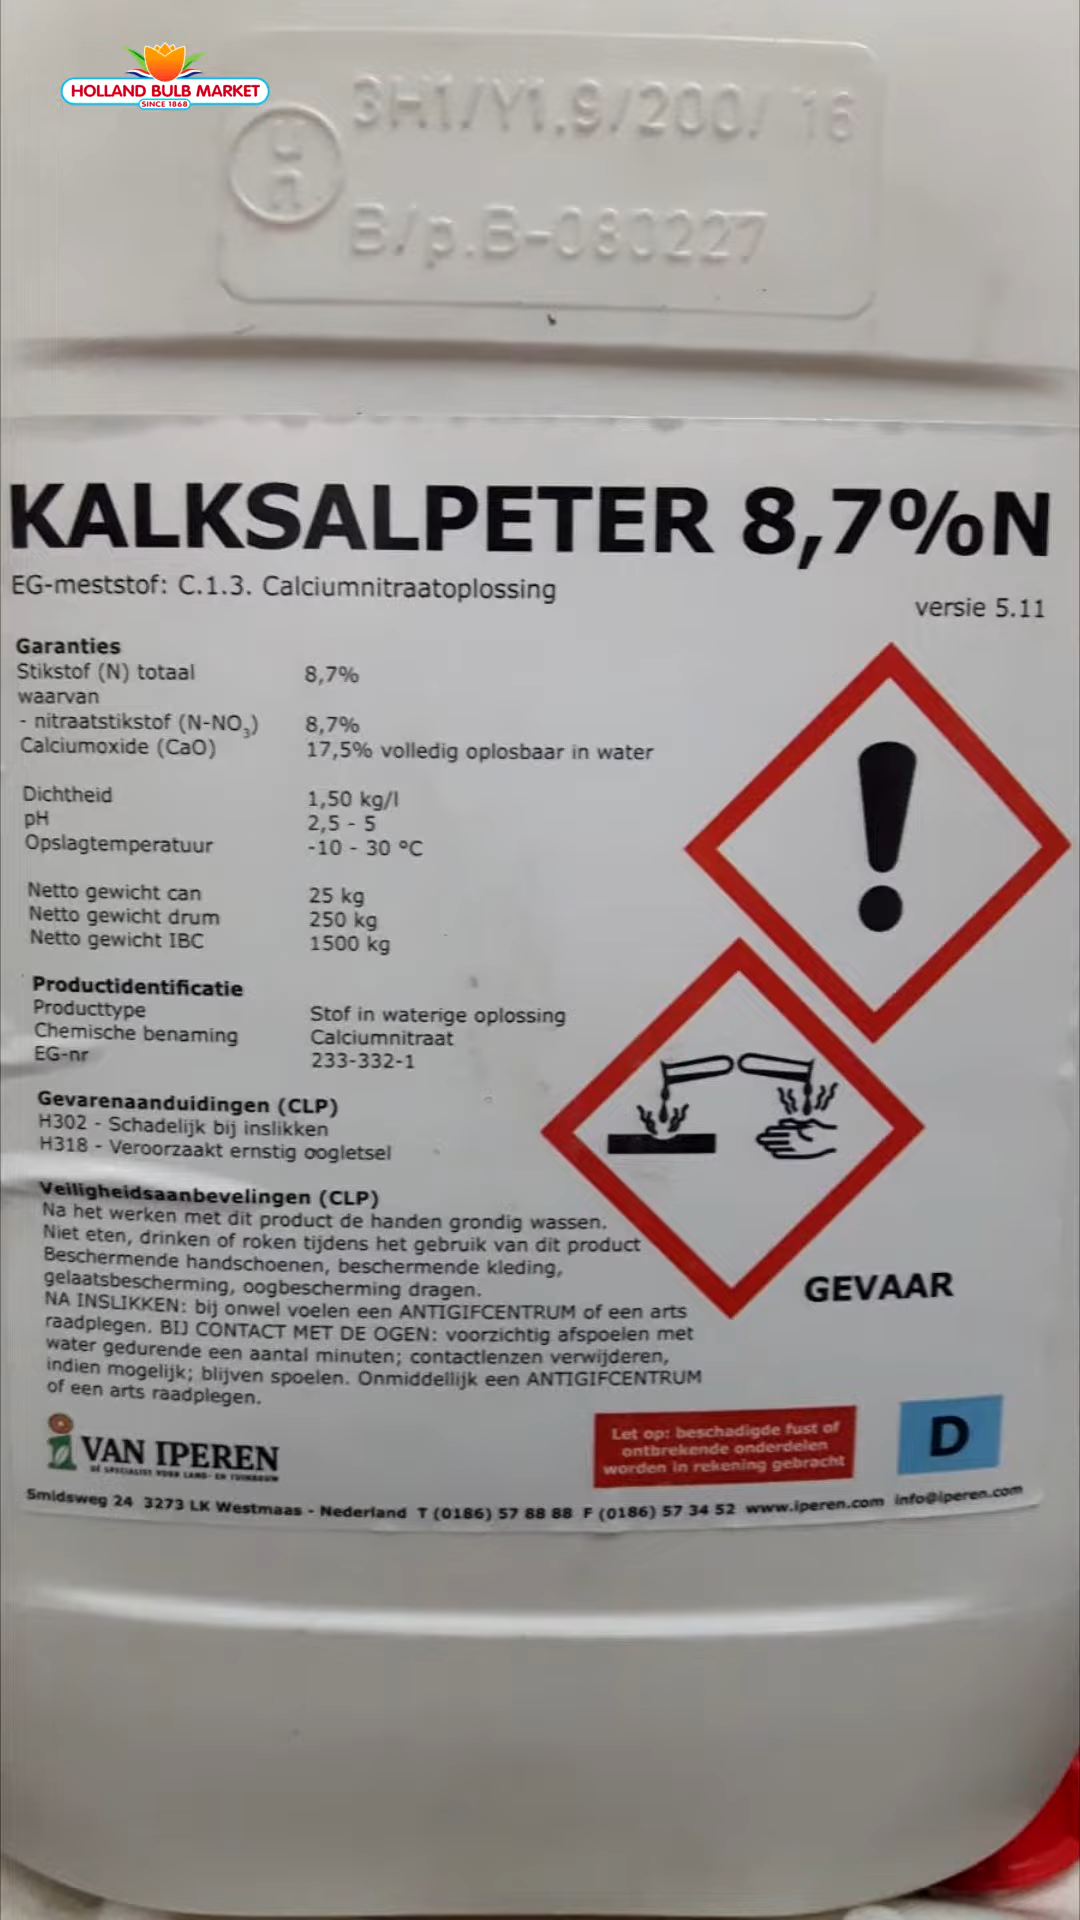 HOLLAND BULB MARKET
SINCE 1868
3H1/Y1.9/200/ 16
u
n
B/p.B-080227
KALKSALPETER 8,7%N
EG-meststof: C.1.3. Calciumnitraatoplossing
versie 5.11
Garanties
Stikstof (N) totaal 8,7%
waarvan
- nitraatstikstof (N-NO₃) 8,7%
Calciumoxide (CaO) 17,5% volledig oplosbaar in water
Dichtheid 1,50 kg/l
pH 2,5 - 5
Opslagtemperatuur -10 - 30 °C
Netto gewicht can 25 kg
Netto gewicht drum 250 kg
Netto gewicht IBC 1500 kg
Productidentificatie
Producttype Stof in waterige oplossing
Chemische benaming Calciumnitraat
EG-nr 233-332-1
Gevarenaanduidingen (CLP)
H302 - Schadelijk bij inslikken
H318 - Veroorzaakt ernstig oogletsel
Veiligheidsaanbevelingen (CLP)
Na het werken met dit product de handen grondig wassen.
Niet eten, drinken of roken tijdens het gebruik van dit product
Beschermende handschoenen, beschermende kleding,
gelaatsbescherming, oogbescherming dragen.
NA INSLIKKEN: bij onwel voelen een ANTIGIFCENTRUM of een arts
raadplegen. BIJ CONTACT MET DE OGEN: voorzichtig afspoelen met
water gedurende een aantal minuten; contactlenzen verwijderen,
indien mogelijk; blijven spoelen. Onmiddellijk een ANTIGIFCENTRUM
of een arts raadplegen.
GEVAAR
VAN IPEREN
DÉ SPECIALIST VOOR LAND- EN TUINBOUW
Let op: beschadigde fust of
ontbrekende onderdelen
worden in rekening gebracht
D
Smidsweg 24 3273 LK Westmaas - Nederland T (0186) 57 88 88 F (0186) 57 34 52 www.iperen.com info@iperen.com